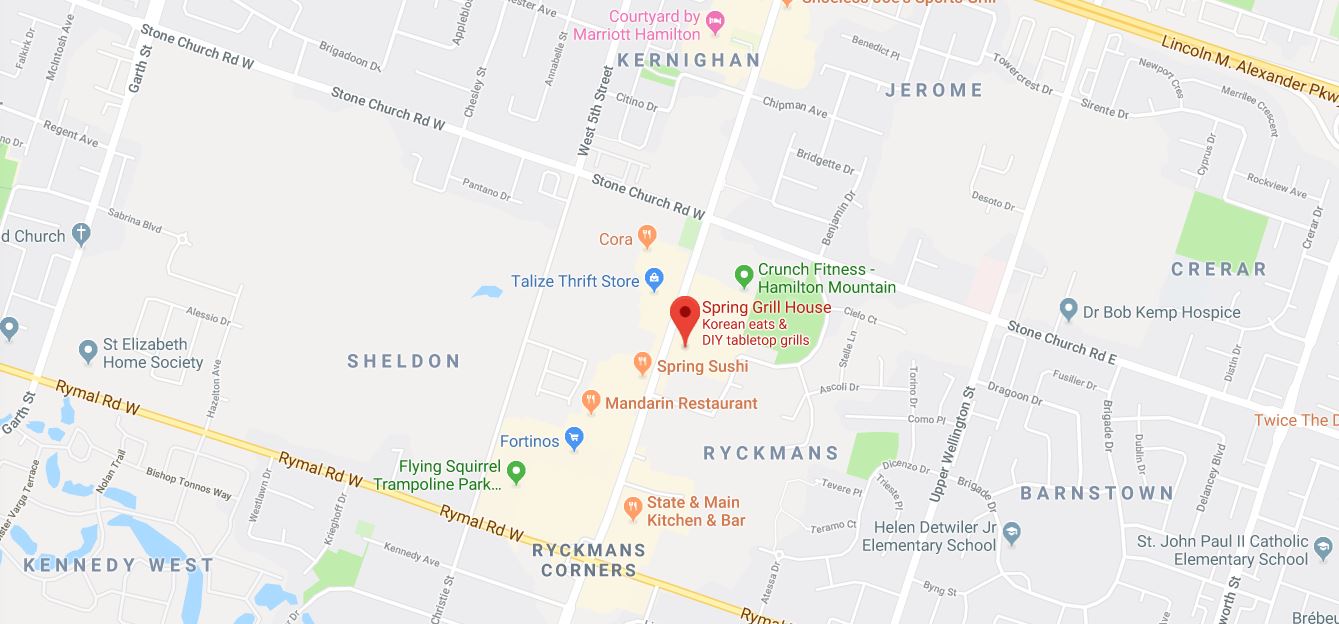 Shoeless Joe's Sports Grill
Courtyard by
Marriott Hamilton
KERNIGHAN
JEROME
Lincoln M. Alexander Pkwy
Falkirk Dr
McIntosh Ave
Garth St
Stone Church Rd W
Brigadoon Dr
Annabelle St
Chesley St
West 5th Street
Citino Dr
Benedict Pl
Towercrest Dr
Newport Cres
Merrilee Crescent
Sirente Dr
Chipman Ave
Stone Church Rd W
Regent Ave
Bridgette Dr
Cyprus Dr
Rockview Ave
Pantano Dr
Stone Church Rd W
Desoto Dr
Benjamin Dr
Crerar Dr
Sabrina Blvd
d Church
Cora
Talize Thrift Store
Crunch Fitness -
Hamilton Mountain
CRERAR
Spring Grill House
Korean eats &
DIY tabletop grills
Alessio Dr
Cielo Ct
Dr Bob Kemp Hospice
Stone Church Rd E
St Elizabeth
Home Society
SHELDON
Stelle Ln
Distin Dr
Spring Sushi
Hazelton Ave
Ascoli Dr
Torino Dr
Fusilier Dr
Dragoon Dr
Rymal Rd W
Garth St
Mandarin Restaurant
Como Pl
Brigade Dr
Twice The D
Fortinos
RYCKMANS
Upper Wellington St
Dublin Dr
Delancey Blvd
Flying Squirrel
Trampoline Park...
Rymal Rd W
Nolan Trail
Bishop Tonnos Way
Westlawn Dr
Krieghoff Dr
Dicenzo Dr
Tevere Pl
Trieste Pl
Brigade Dr
BARNSTOWN
State & Main
Kitchen & Bar
Rymal Rd W
Teramo Ct
Helen Detwiler Jr
Elementary School
St. John Paul II Catholic
Elementary School
RYCKMANS
CORNERS
KENNEDY WEST
Kennedy Ave
Christie St
Atessa Dr
Byng St
worth St
Rymal
Brébeu